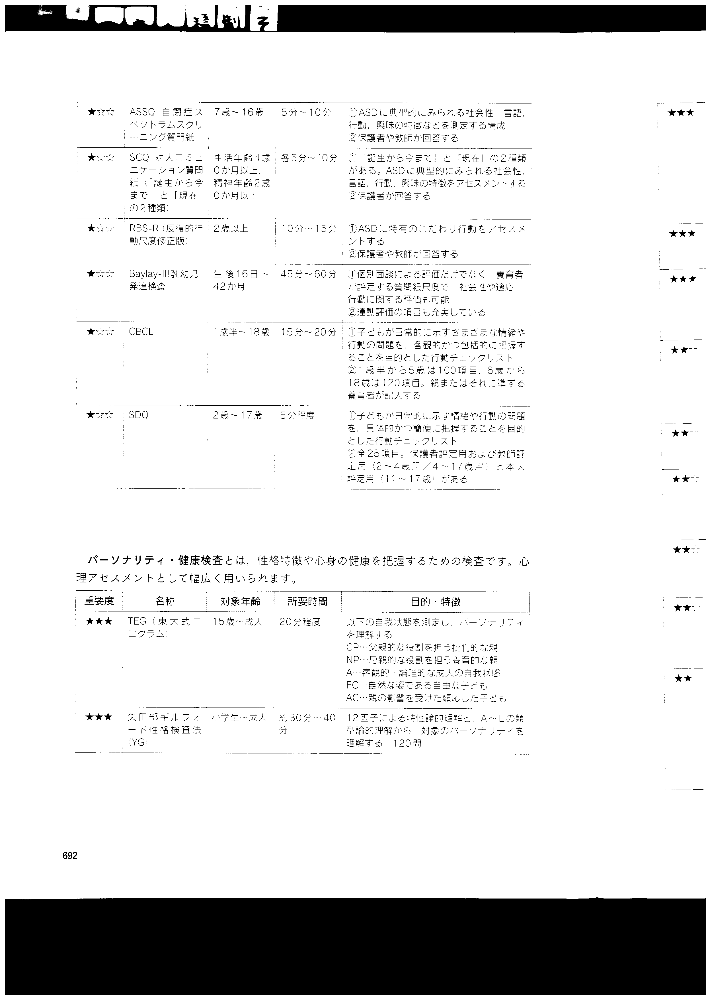 ★☆☆ ASSQ 自閉症ス 7歳～16歳 5分～10分 ①ASDに典型的にみられる社会性，言語，
ペクトラムスクリ 行動，興味の特徴などを測定する構成
ーニング質問紙 ②保護者や教師が回答する
★☆☆ SCQ 対人コミュ 生活年齢4歳 各5分～10分 ①「誕生から今まで」と「現在」の2種類
ニケーション質問 0か月以上， がある。ASDに典型的にみられる社会性，
紙（「誕生から今 精神年齢2歳 言語，行動，興味の特徴をアセスメントする
まで」と「現在」 0か月以上 ②保護者が回答する
の2種類）
★☆☆ RBS-R（反復的行 2歳以上 10分～15分 ①ASDに特有のこだわり行動をアセスメ
動尺度修正版） ントする
②保護者や教師が回答する
★☆☆ Baylay-III乳幼児 生後16日～ 45分～60分 ①個別面談による評価だけでなく，養育者
発達検査 42か月 が評定する質問紙尺度で，社会性や適応
行動に関する評価も可能
②運動評価の項目も充実している
★☆☆ CBCL 1歳半～18歳 15分～20分 ①子どもが日常的に示すさまざまな情緒や
行動の問題を，客観的かつ包括的に把握す
ることを目的とした行動チェックリスト
②1歳半から5歳は100項目，6歳から
18歳は120項目。親またはそれに準ずる
養育者が記入する
★☆☆ SDQ 2歳～17歳 5分程度 ①子どもが日常的に示す情緒や行動の問題
を，具体的かつ簡便に把握することを目的
とした行動チェックリスト
②全25項目。保護者評定用および教師評
定用（2～4歳用／4～17歳用）と本人
評定用（11～17歳）がある
パーソナリティ・健康検査とは，性格特徴や心身の健康を把握するための検査です。心
理アセスメントとして幅広く用いられます。
重要度 名称 対象年齢 所要時間 目的・特徴
★★★ TEG（東大式エ 15歳～成人 20分程度 以下の自我状態を測定し，パーソナリティ
ゴグラム） を理解する
CP…父親的な役割を担う批判的な親
NP…母親的な役割を担う養育的な親
A…客観的・論理的な成人の自我状態
FC…自然な姿である自由な子ども
AC…親の影響を受けた順応した子ども
★★★ 矢田部ギルフォ 小学生～成人 約30分～40 12因子による特性論的理解と，A～Eの類
ード性格検査法 分 型論的理解から，対象のパーソナリティを
（YG） 理解する。120問
692
★★★
★★★
★★★
★★☆
★★☆
★★☆
★★☆
★★☆
★★☆